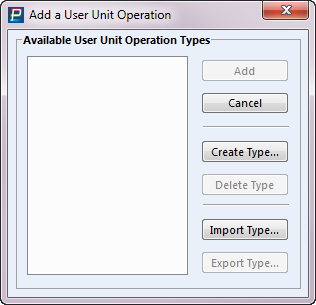 Add a User Unit Operation
Available User Unit Operation Types
Add
Cancel
Create Type...
Delete Type
Import Type...
Export Type...